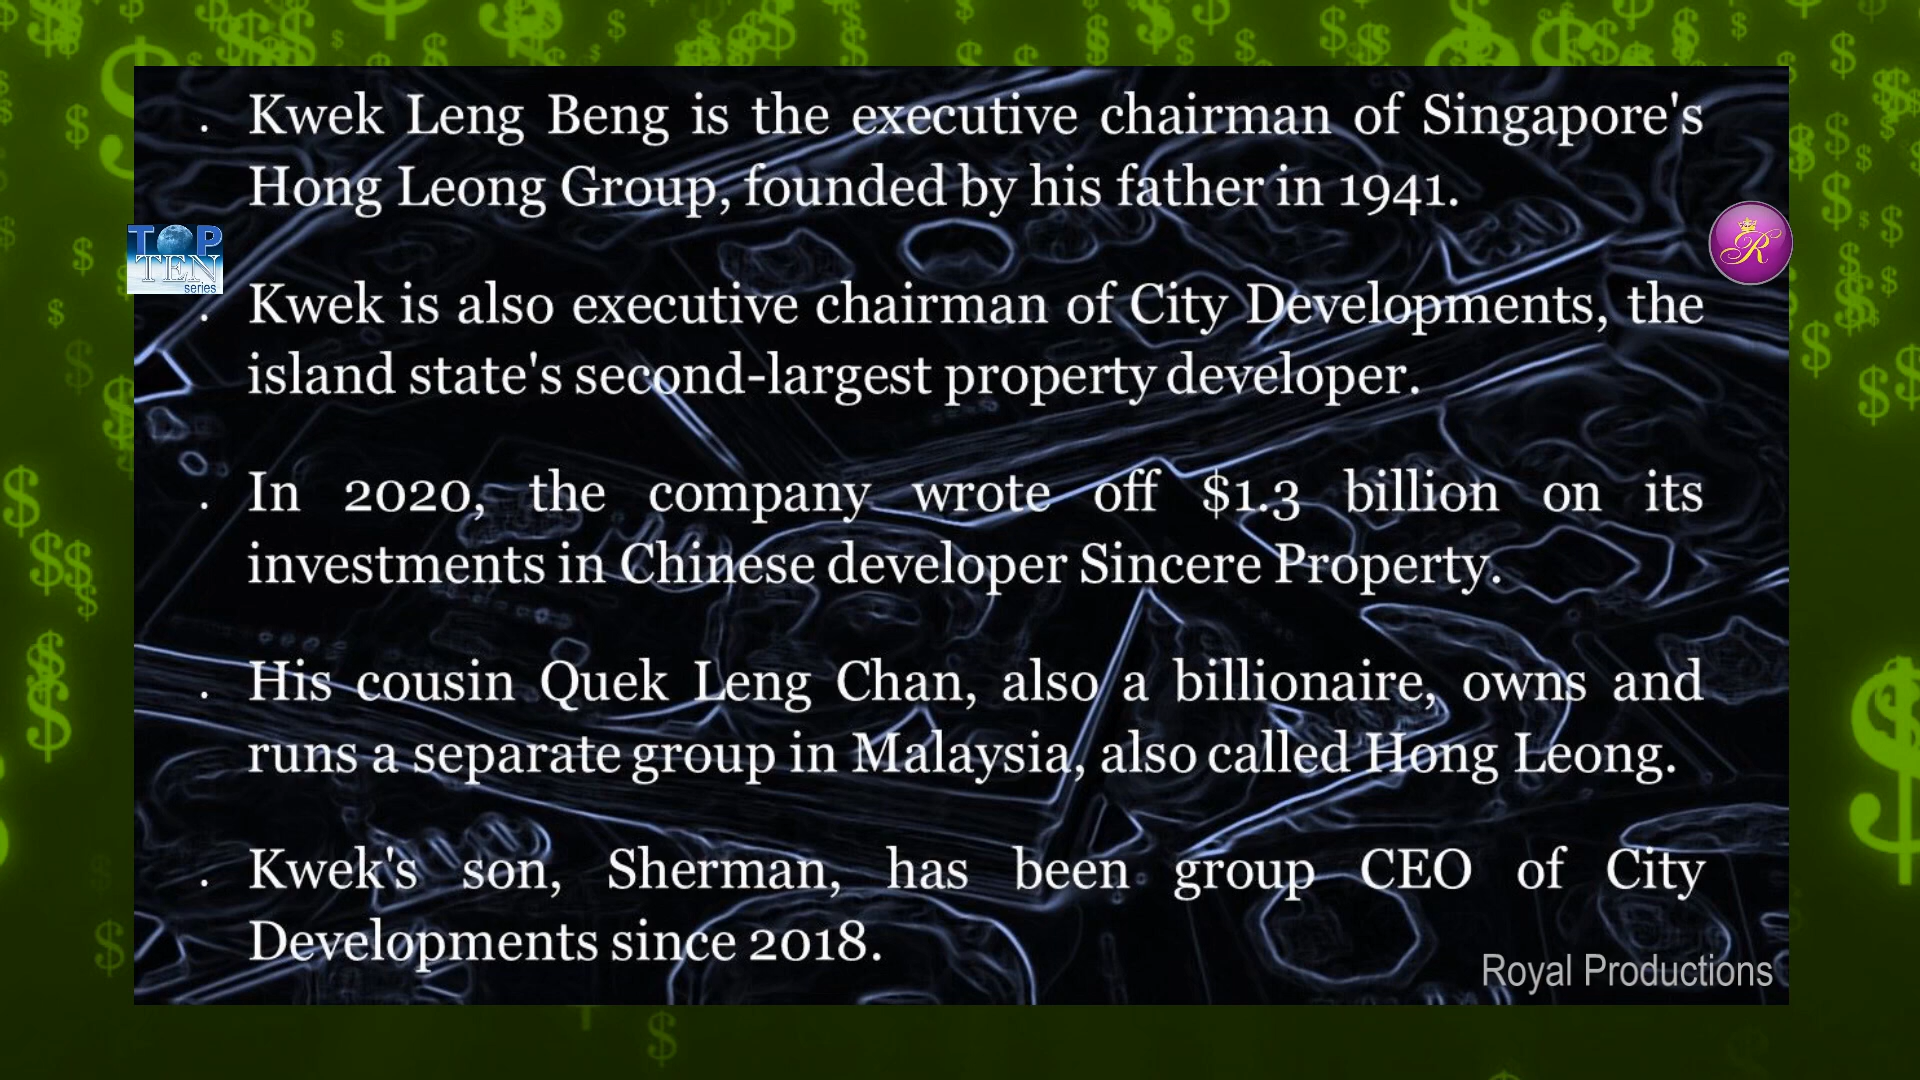 . Kwek Leng Beng is the executive chairman of Singapore's
Hong Leong Group, founded by his father in 1941.
TOP
TEN
series
R
. Kwek is also executive chairman of City Developments, the
island state's second-largest property developer.
. In 2020, the company wrote off $1.3 billion on its
investments in Chinese developer Sincere Property.
. His cousin Quek Leng Chan, also a billionaire, owns and
runs a separate group in Malaysia, also called Hong Leong.
. Kwek's son, Sherman, has been group CEO of City
Developments since 2018.
Royal Productions